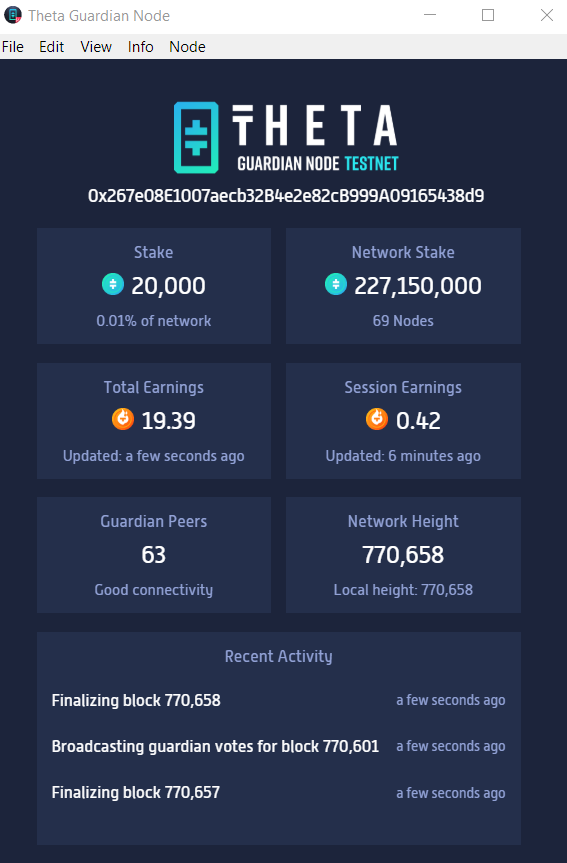 Theta Guardian Node
File Edit View Info Node
THETA
GUARDIAN NODE TESTNET
0x267e08E1007aecb32B4e2e82cB999A09165438d9
Stake
20,000
0.01% of network
Network Stake
227,150,000
69 Nodes
Total Earnings
19.39
Updated: a few seconds ago
Session Earnings
0.42
Updated: 6 minutes ago
Guardian Peers
63
Good connectivity
Network Height
770,658
Local height: 770,658
Recent Activity
Finalizing block 770,658 a few seconds ago
Broadcasting guardian votes for block 770,601 a few seconds ago
Finalizing block 770,657 a few seconds ago